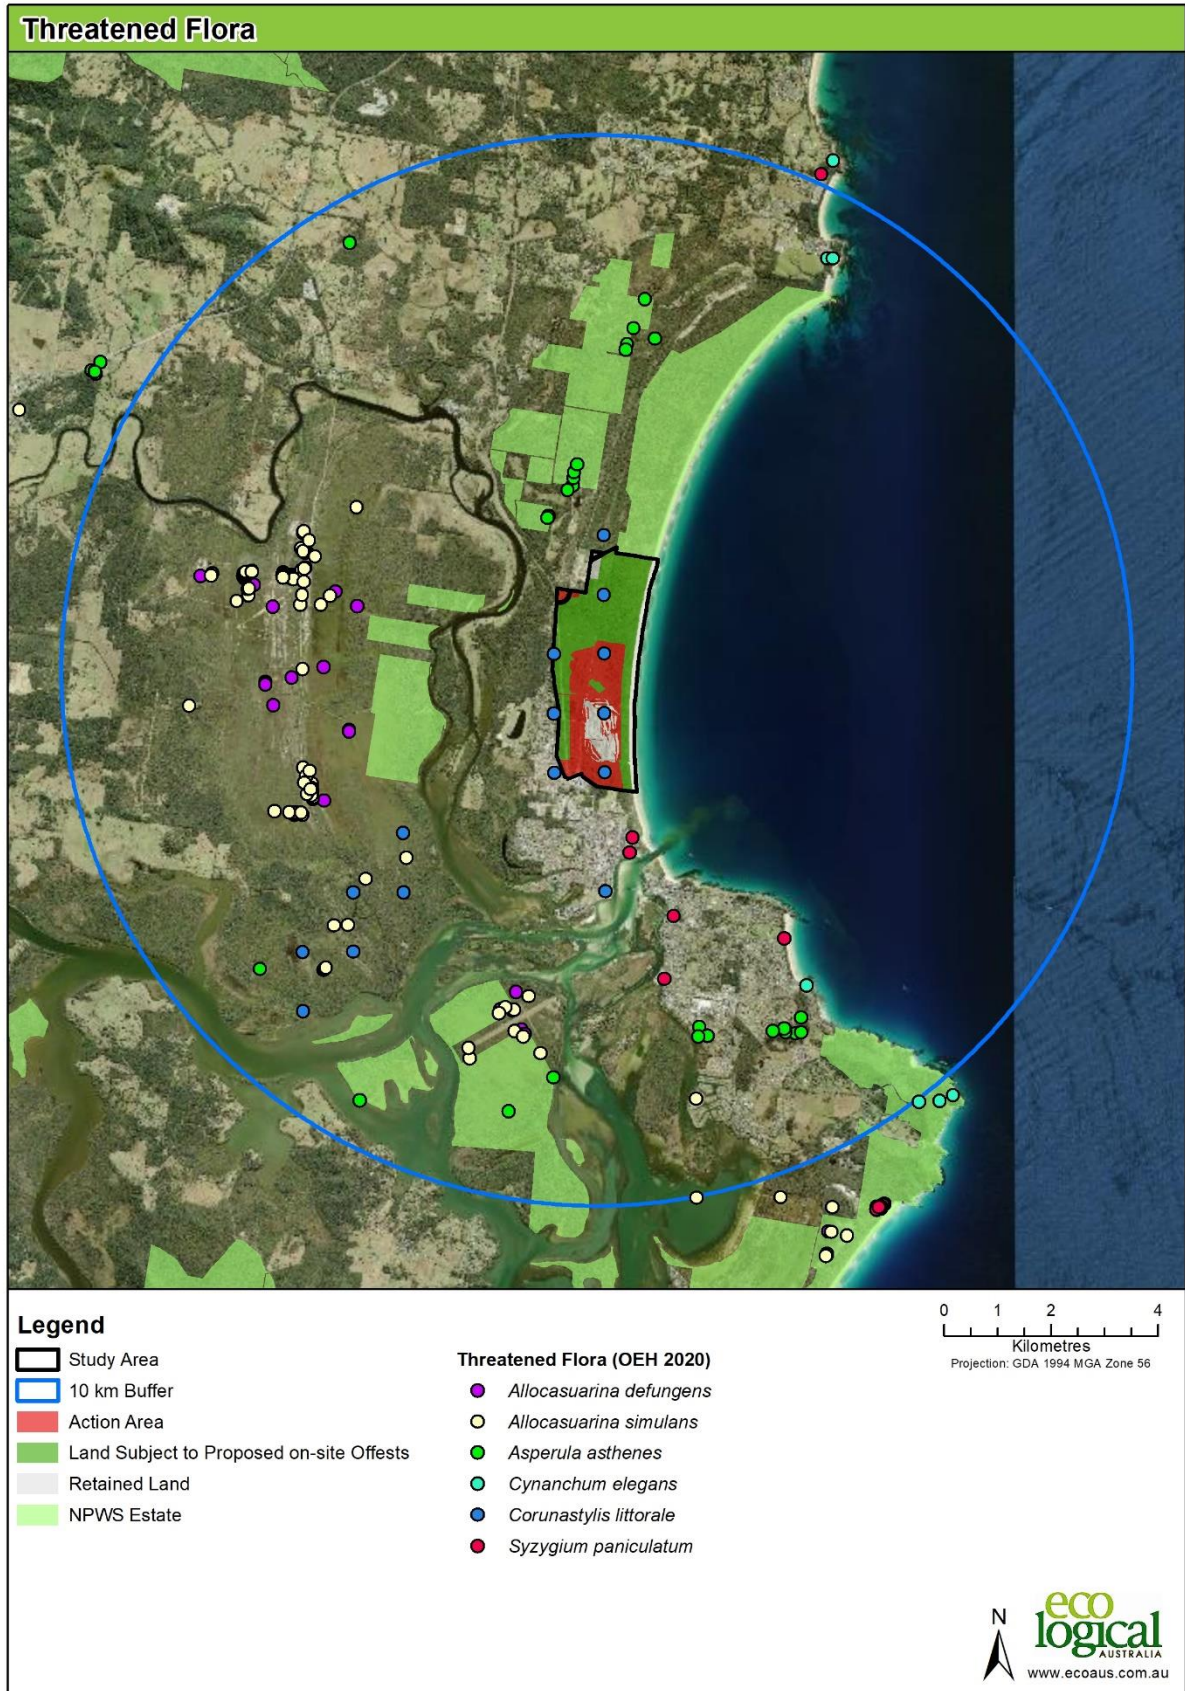 Threatened Flora
Legend
Study Area
10 km Buffer
Action Area
Land Subject to Proposed on-site Offests
Retained Land
NPWS Estate
Threatened Flora (OEH 2020)
Allocasuarina defungens
Allocasuarina simulans
Asperula asthenes
Cynanchum elegans
Corunastylis littorale
Syzygium paniculatum
0 1 2 4
Kilometres
Projection: GDA 1994 MGA Zone 56
N
eco
logical
AUSTRALIA
www.ecoaus.com.au